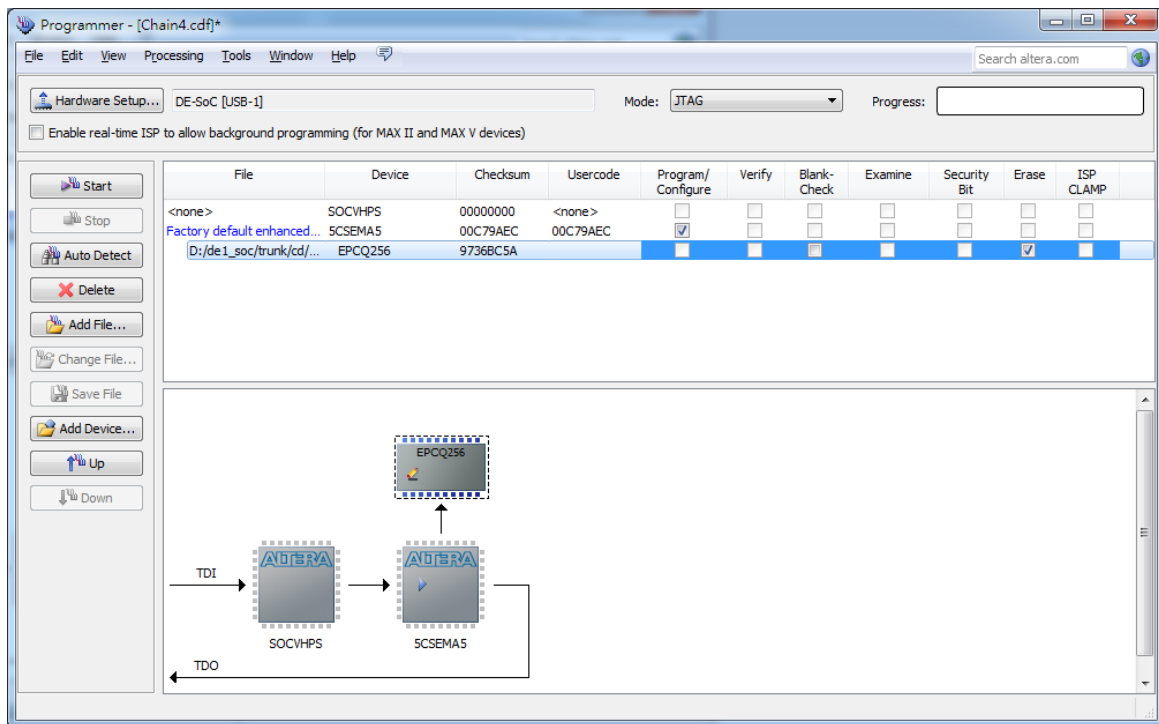 Programmer - [Chain4.cdf]*
File Edit View Processing Tools Window Help
Search altera.com
Hardware Setup... DE-SoC [USB-1] Mode: JTAG Progress:
Enable real-time ISP to allow background programming (for MAX II and MAX V devices)
Start
Stop
Auto Detect
Delete
Add File...
Change File...
Save File
Add Device...
Up
Down
File Device Checksum Usercode Program/ Configure Verify Blank- Check Examine Security Bit Erase ISP CLAMP
<none> SOCVHPS 00000000 <none>
Factory default enhanced... 5CSEMA5 00C79AEC 00C79AEC
D:/de1_soc/trunk/cd/... EPCQ256 9736BC5A
EPCQ256
TDI
ALTERA
ALTERA
SOCVHPS
5CSEMA5
TDO